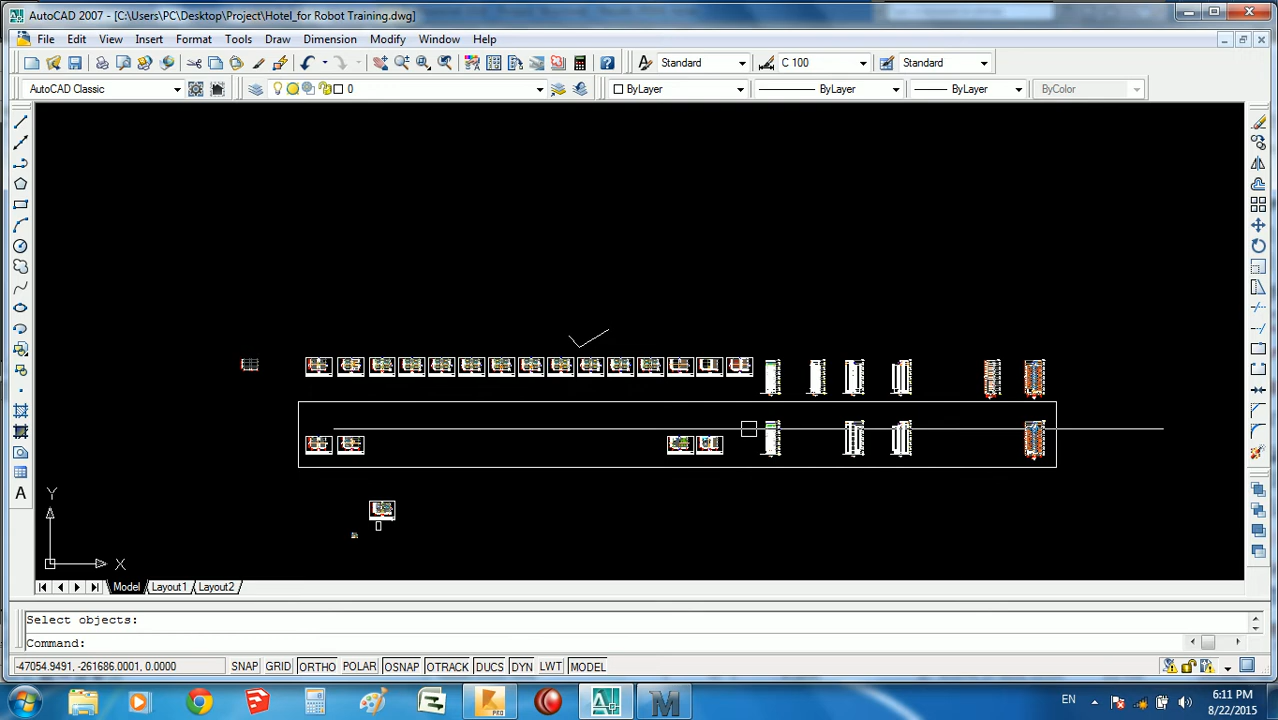 AutoCAD 2007 - [C:\Users\PC\Desktop\Project\Hotel_for Robot Training.dwg]
File Edit View Insert Format Tools Draw Dimension Modify Window Help
Standard C 100 Standard
AutoCAD Classic 0 ByLayer ByLayer ByLayer ByColor
Y
X
Model Layout1 Layout2
Select objects:
Command:
-47054.9491, -261686.0001, 0.0000 SNAP GRID ORTHO POLAR OSNAP OTRACK DUCS DYN LWT MODEL
EN 6:11 PM
8/22/2015